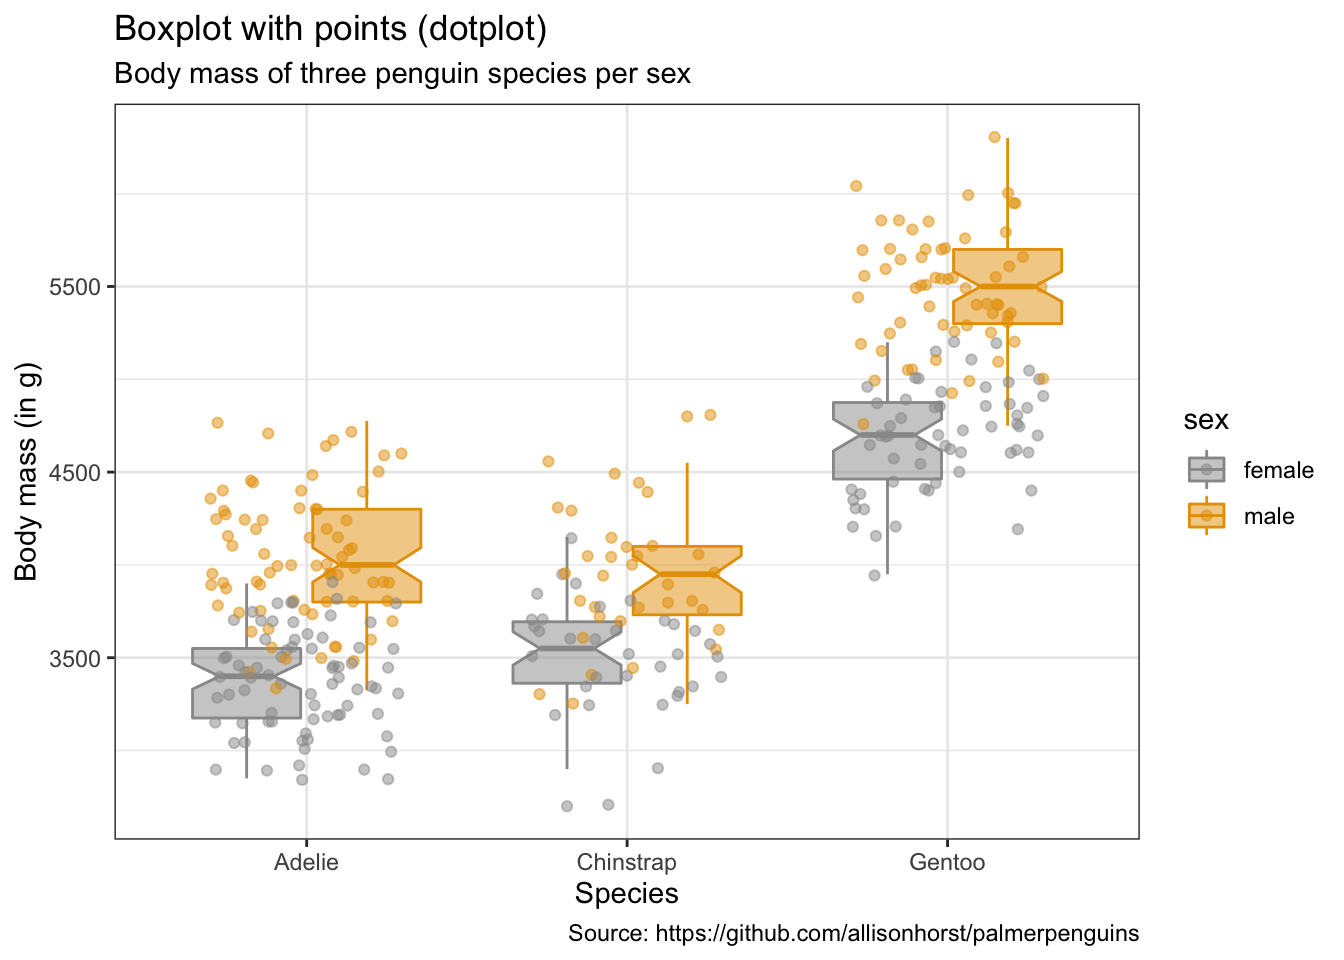 Boxplot with points (dotplot)
Body mass of three penguin species per sex
Body mass (in g)
5500
4500
3500
Adelie
Chinstrap
Gentoo
Species
sex
female
male
Source: https://github.com/allisonhorst/palmerpenguins